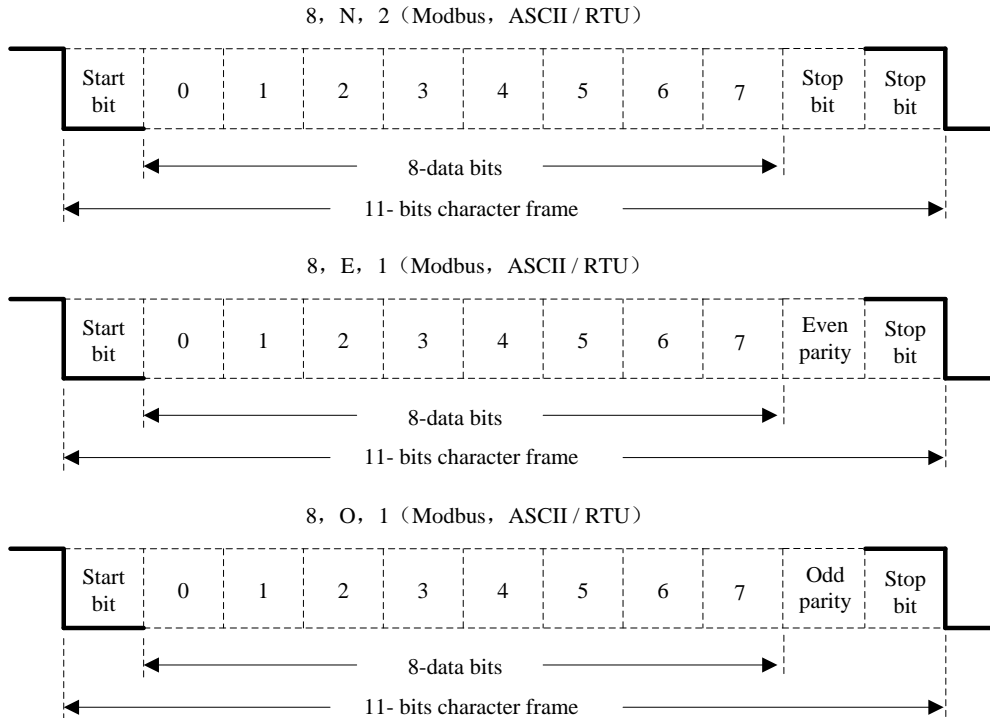 8，N，2（Modbus，ASCII / RTU）
Start bit 0 1 2 3 4 5 6 7 Stop bit Stop bit
8-data bits
11- bits character frame
8，E，1（Modbus，ASCII / RTU）
Start bit 0 1 2 3 4 5 6 7 Even parity Stop bit
8-data bits
11- bits character frame
8，O，1（Modbus，ASCII / RTU）
Start bit 0 1 2 3 4 5 6 7 Odd parity Stop bit
8-data bits
11- bits character frame